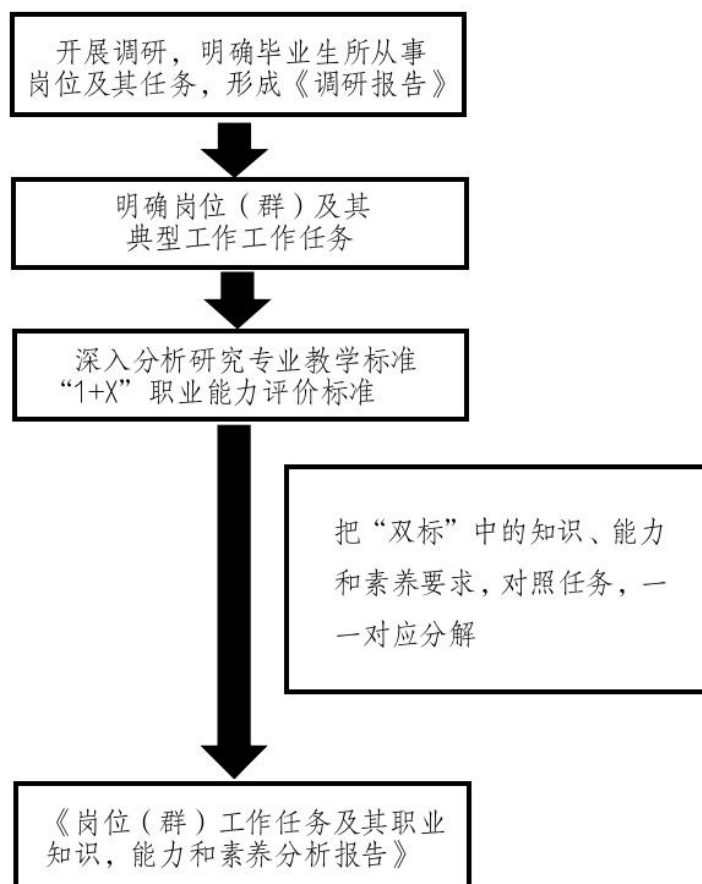 开展调研，明确毕业生所从事
岗位及其任务，形成《调研报告》
明确岗位（群）及其
典型工作工作任务
深入分析研究专业教学标准
“1+X”职业能力评价标准
把“双标”中的知识、能力
和素养要求，对照任务，一
一对应分解
《岗位（群）工作任务及其职业
知识，能力和素养分析报告》